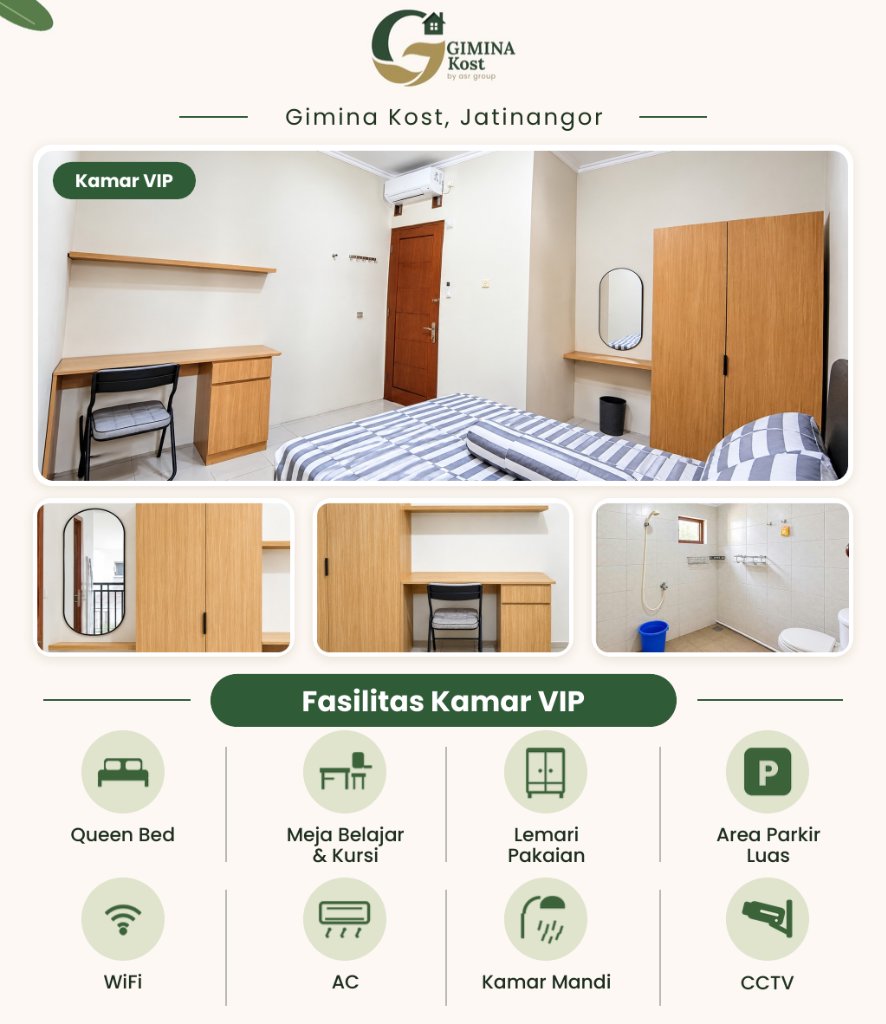 GIMINA
Kost
by asr group
Gimina Kost, Jatinangor
Kamar VIP
Fasilitas Kamar VIP
Queen Bed
Meja Belajar
& Kursi
Lemari
Pakaian
P
Area Parkir
Luas
WiFi
AC
Kamar Mandi
CCTV